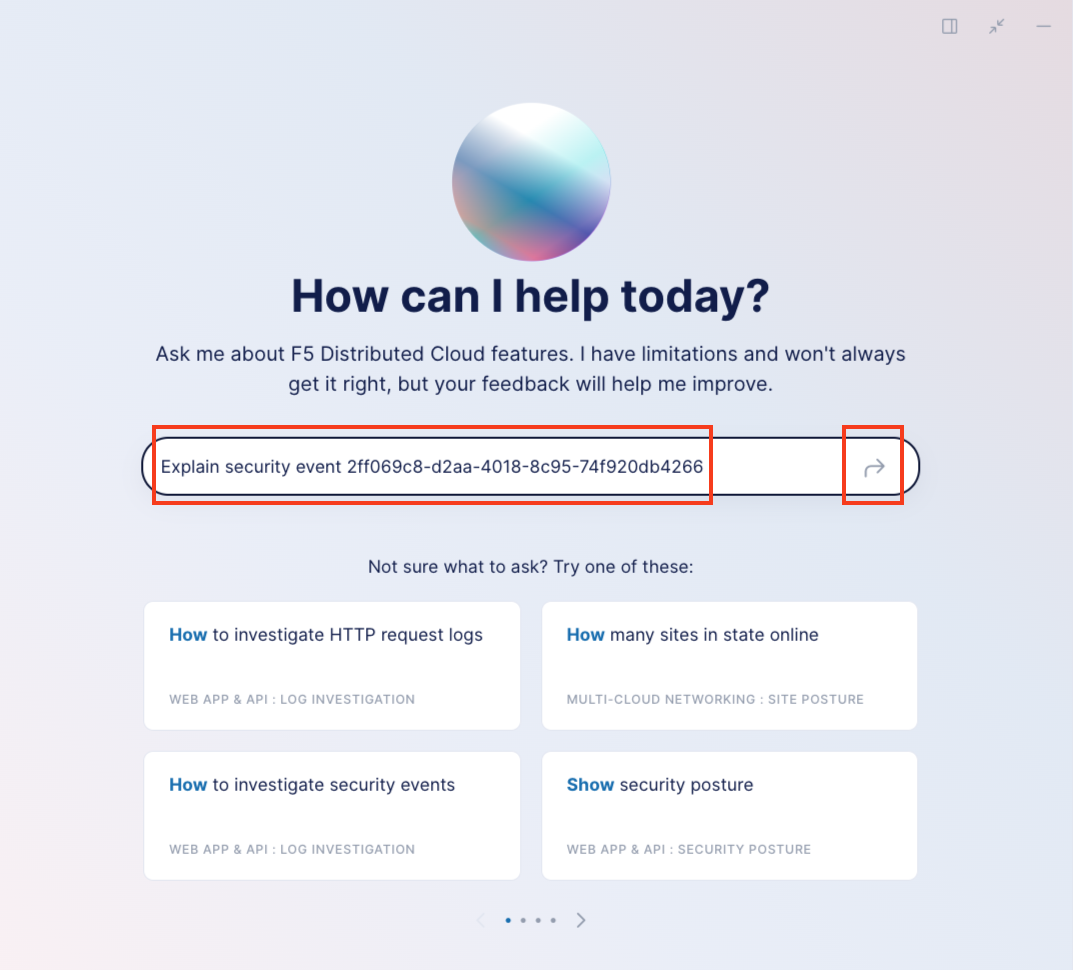 How can I help today?
Ask me about F5 Distributed Cloud features. I have limitations and won't always
get it right, but your feedback will help me improve.
Explain security event 2ff069c8-d2aa-4018-8c95-74f920db4266
Not sure what to ask? Try one of these:
How to investigate HTTP request logs
WEB APP & API : LOG INVESTIGATION
How many sites in state online
MULTI-CLOUD NETWORKING : SITE POSTURE
How to investigate security events
WEB APP & API : LOG INVESTIGATION
Show security posture
WEB APP & API : SECURITY POSTURE